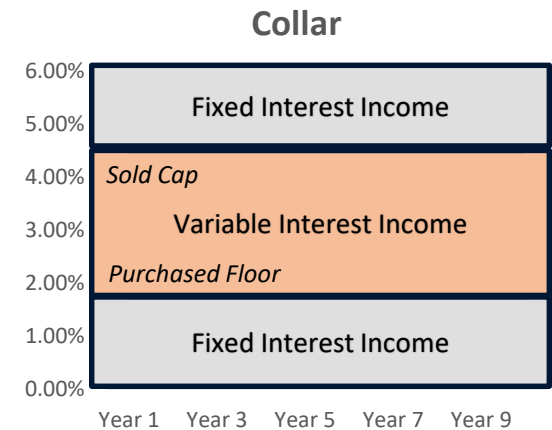 Collar
6.00%
Fixed Interest Income
5.00%
4.00%
Sold Cap
3.00%
Variable Interest Income
Purchased Floor
2.00%
1.00%
Fixed Interest Income
0.00%
Year 1 Year 3 Year 5 Year 7 Year 9